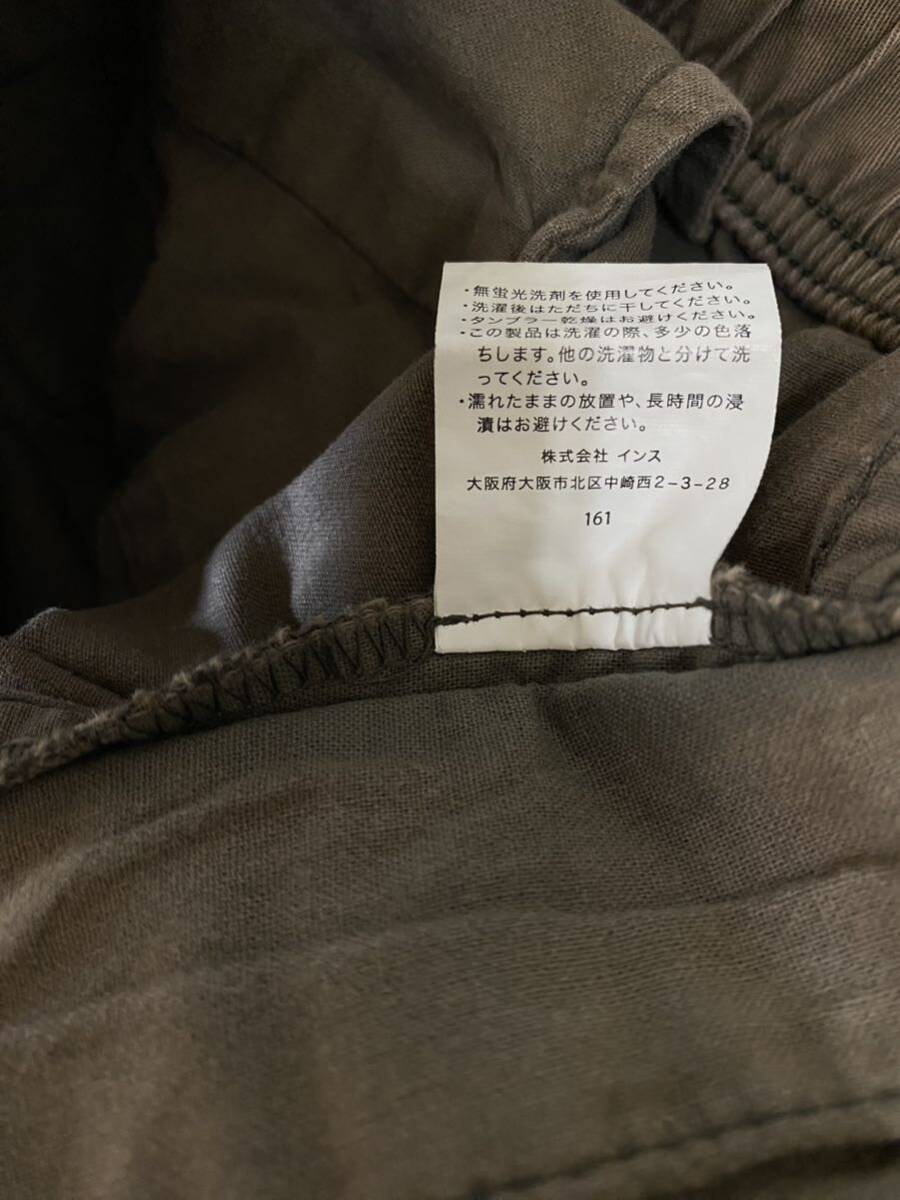 ・無蛍光洗剤を使用してください。
・洗濯後はただちに干してください。
・タンブラー乾燥はお避けください。
・この製品は洗濯の際、多少の色落
ちします。他の洗濯物と分けて洗
ってください。
・濡れたままの放置や、長時間の浸
漬はお避けください。
株式会社 インス
大阪府大阪市北区中崎西2-3-28
161